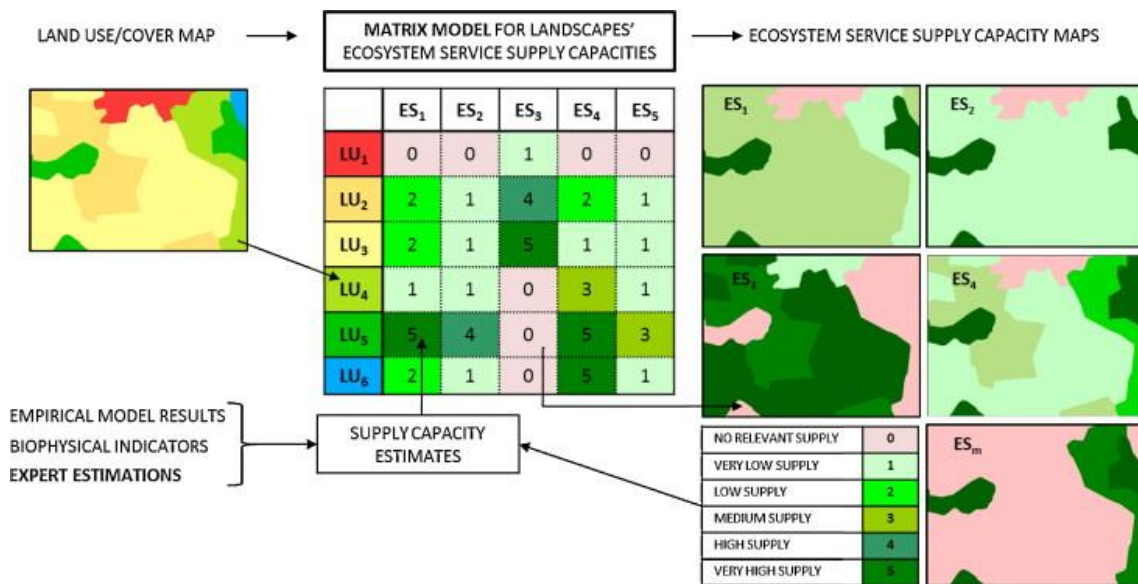 LAND USE/COVER MAP
MATRIX MODEL FOR LANDSCAPES'
ECOSYSTEM SERVICE SUPPLY CAPACITIES
ECOSYSTEM SERVICE SUPPLY CAPACITY MAPS
ES₁ ES₂ ES₃ ES₄ ES₅
LU₁ 0 0 1 0 0
LU₂ 2 1 4 2 1
LU₃ 2 1 5 1 1
LU₄ 1 1 0 3 1
LU₅ 5 4 0 5 3
LU₆ 2 1 0 5 1
ES₁
ES₂
ES₃
ES₄
ESₘ
EMPIRICAL MODEL RESULTS
BIOPHYSICAL INDICATORS
EXPERT ESTIMATIONS
SUPPLY CAPACITY
ESTIMATES
NO RELEVANT SUPPLY 0
VERY LOW SUPPLY 1
LOW SUPPLY 2
MEDIUM SUPPLY 3
HIGH SUPPLY 4
VERY HIGH SUPPLY 5